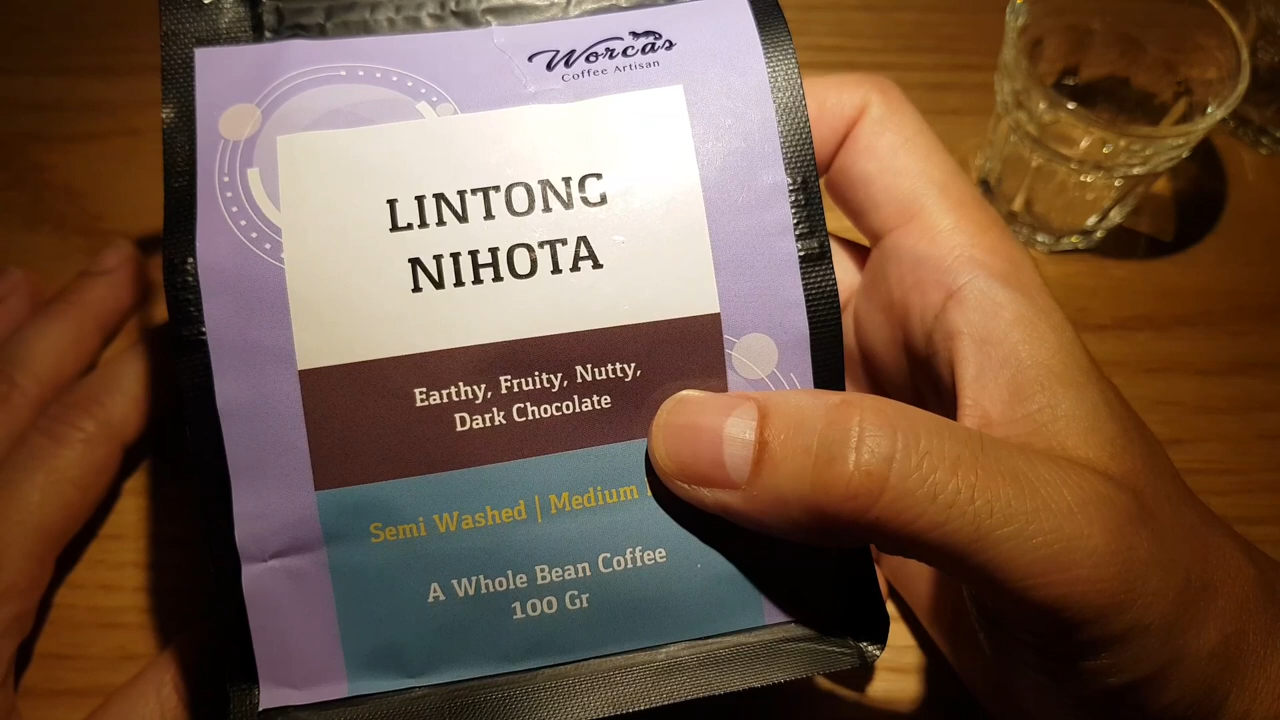 Worcas
Coffee Artisan
LINTONG
NIHOTA
Earthy, Fruity, Nutty,
Dark Chocolate
Semi Washed | Medium
A Whole Bean Coffee
100 Gr